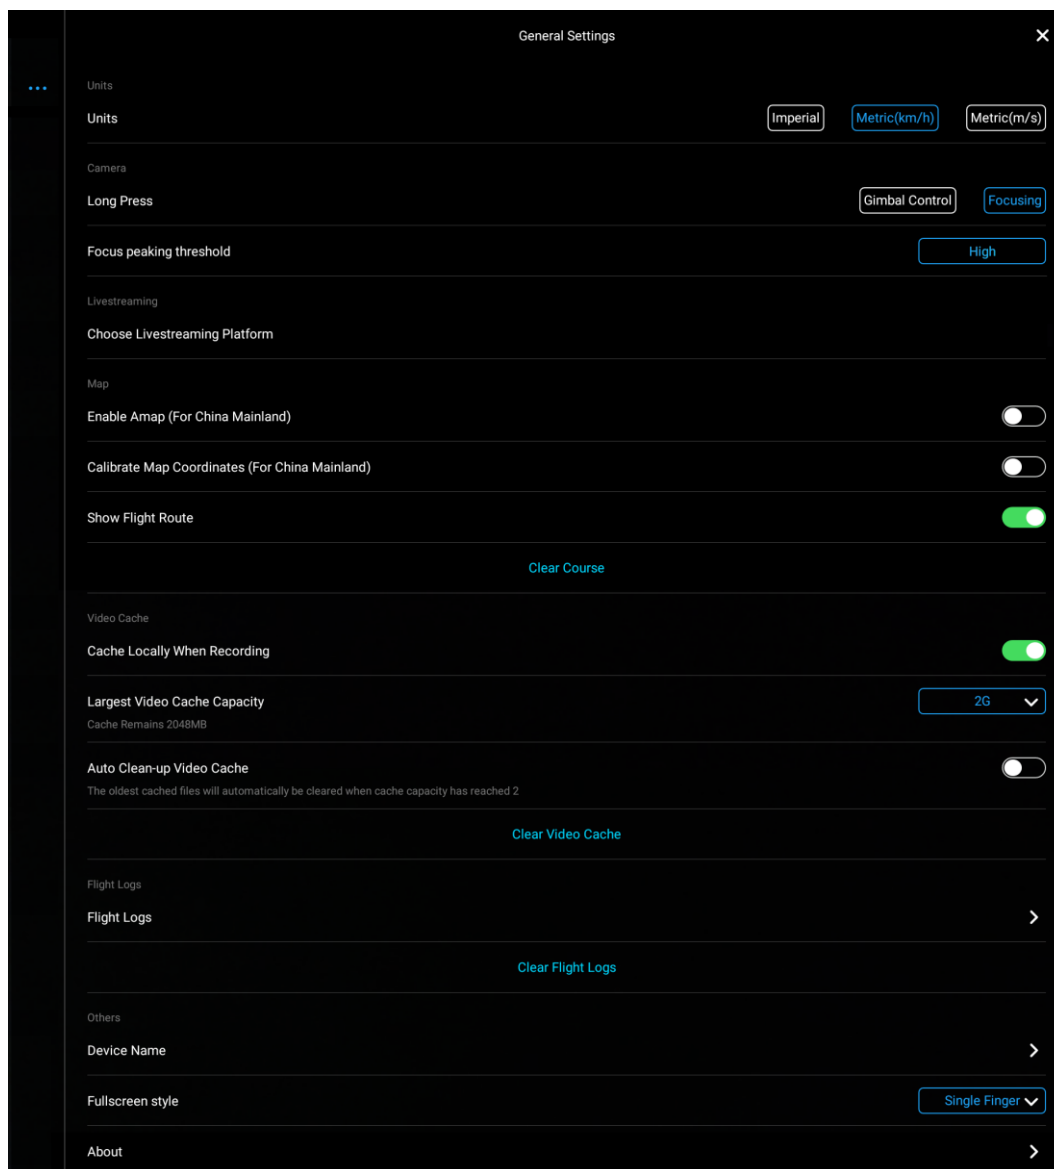 General Settings
Units
Units Imperial Metric(km/h) Metric(m/s)
Camera
Long Press Gimbal Control Focusing
Focus peaking threshold High
Livestreaming
Choose Livestreaming Platform
Map
Enable Amap (For China Mainland)
Calibrate Map Coordinates (For China Mainland)
Show Flight Route
Clear Course
Video Cache
Cache Locally When Recording
Largest Video Cache Capacity 2G
Cache Remains 2048MB
Auto Clean-up Video Cache
The oldest cached files will automatically be cleared when cache capacity has reached 2
Clear Video Cache
Flight Logs
Flight Logs
Clear Flight Logs
Others
Device Name
Fullscreen style Single Finger
About